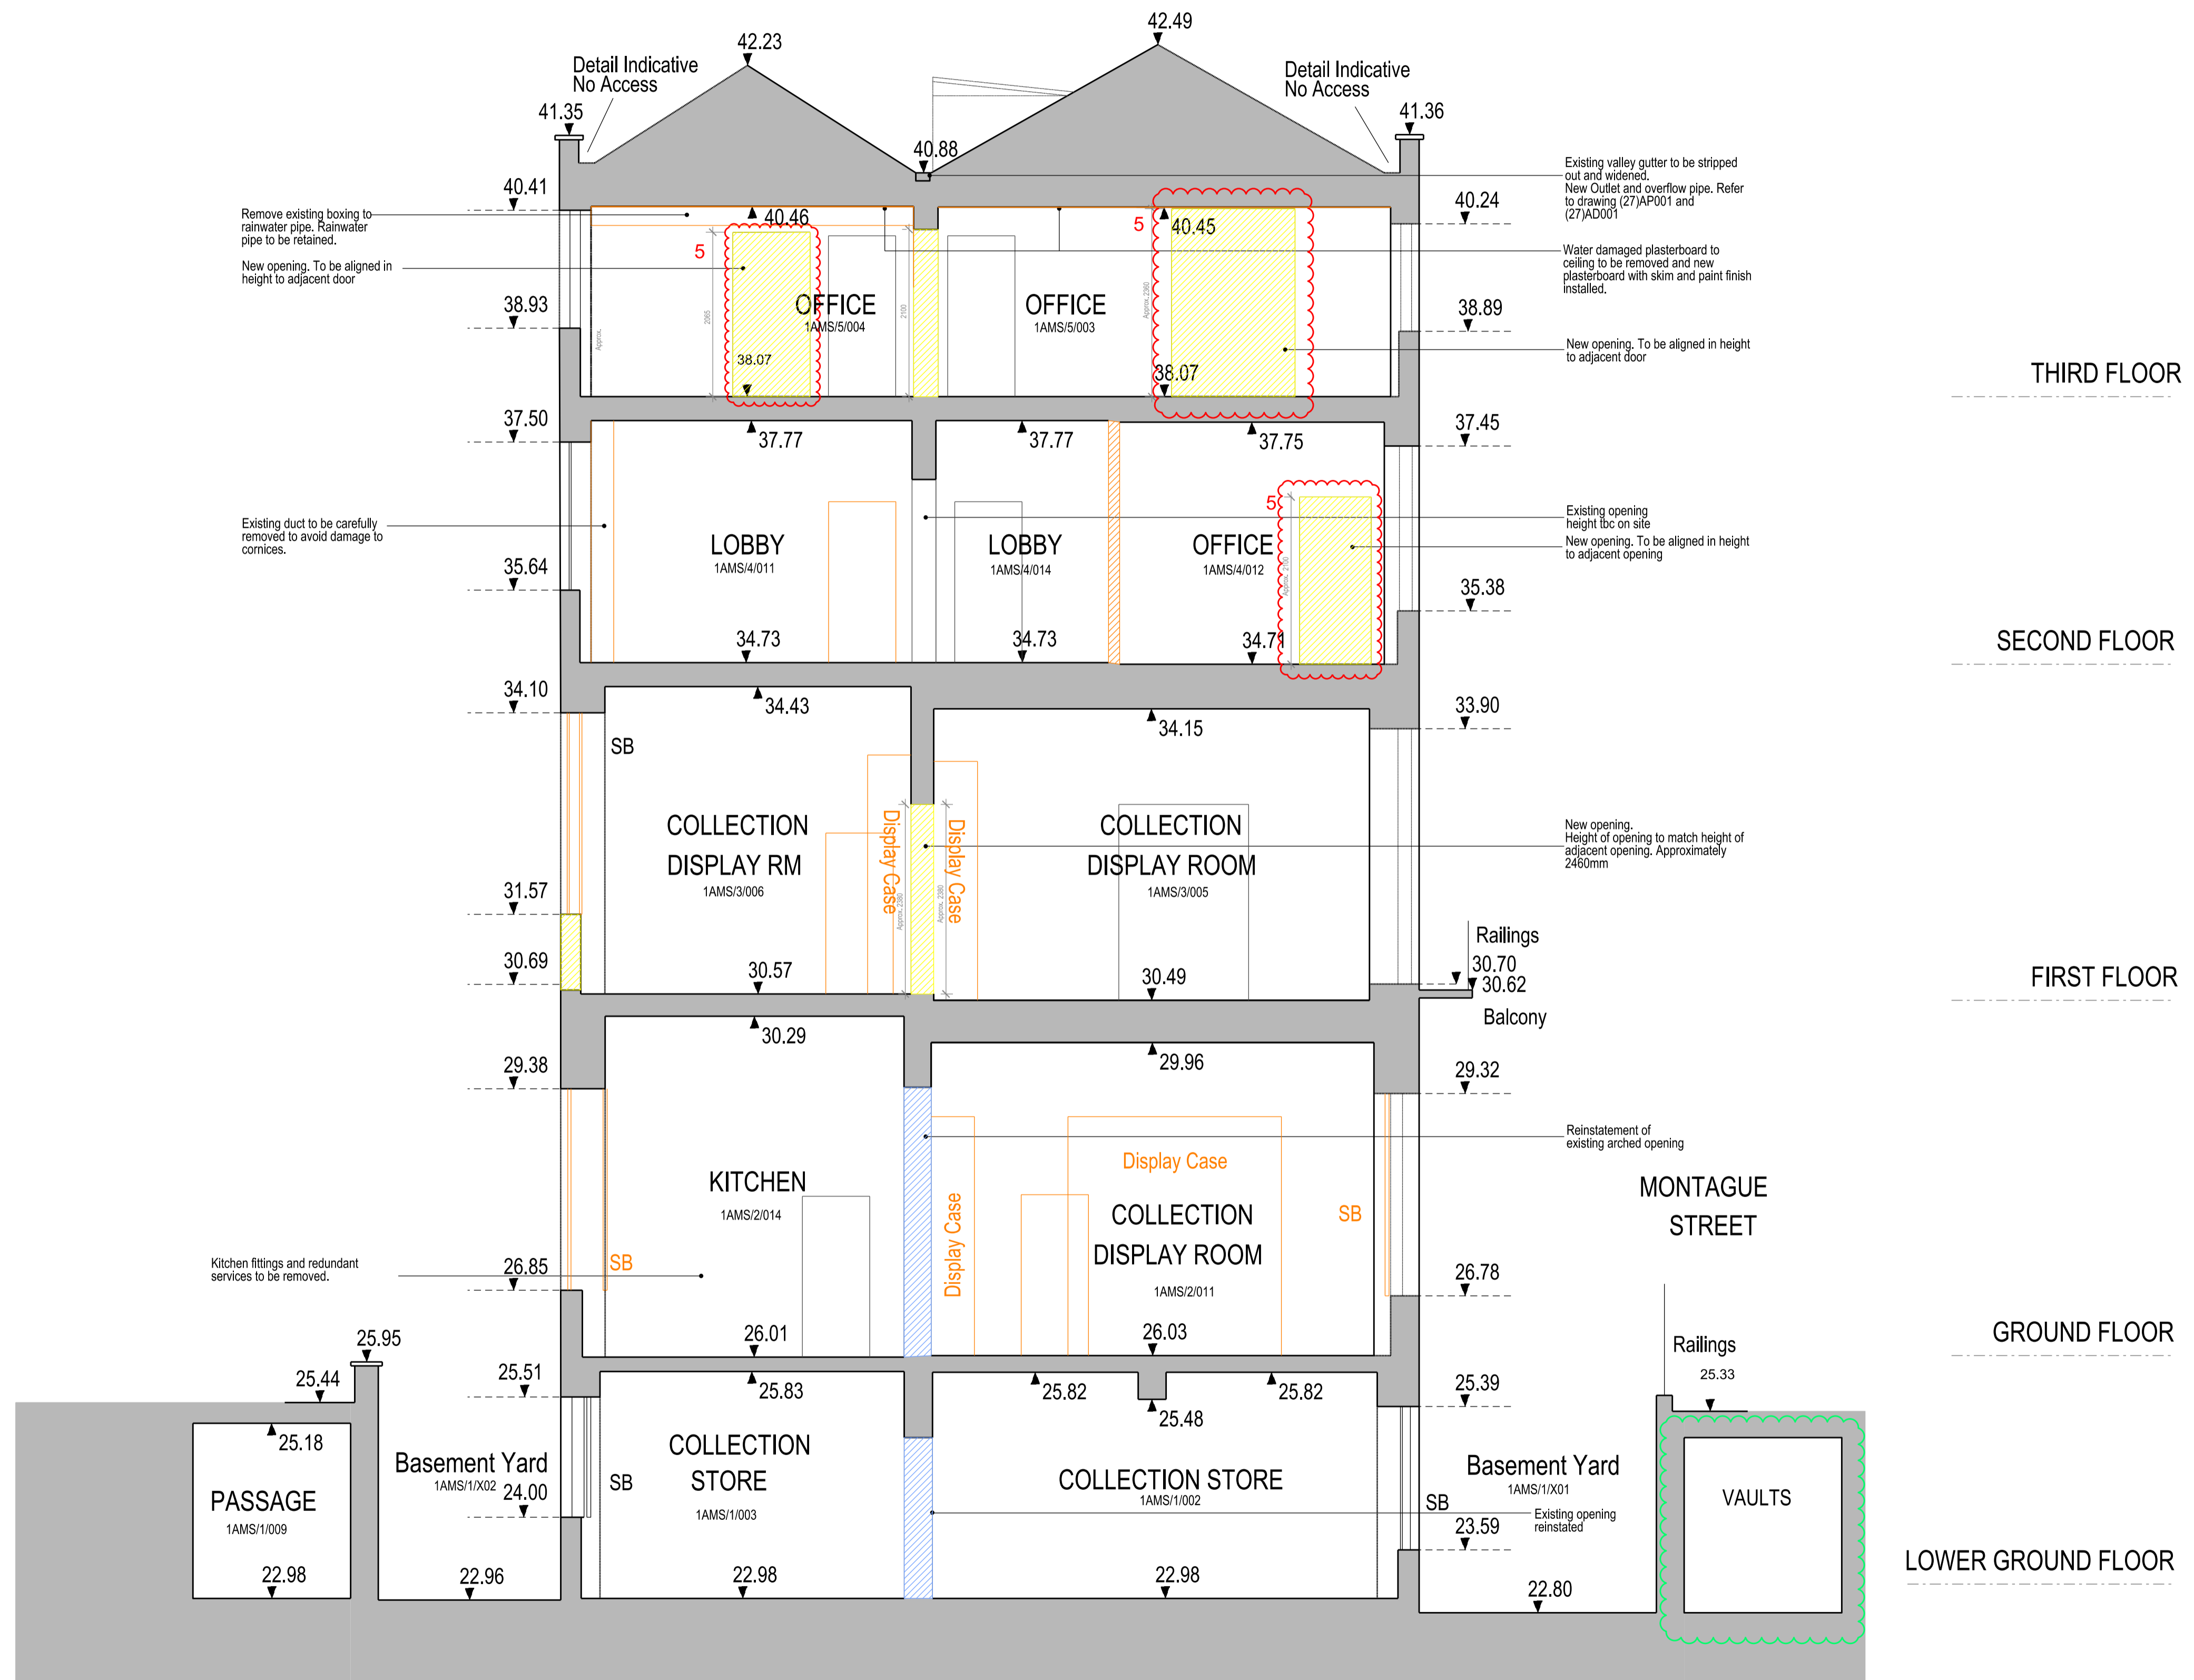 42.49
42.23
Detail Indicative
No Access
Detail Indicative
No Access
41.35
41.36
40.88
Existing valley gutter to be stripped
out and widened.
New Outlet and overflow pipe. Refer
to drawing (27)AP001 and
(27)AD001
40.41
40.24
Remove existing boxing to
rainwater pipe. Rainwater
pipe to be retained.
40.46
5
5
40.45
New opening. To be aligned in
height to adjacent door
Water damaged plasterboard to
ceiling to be removed and new
plasterboard with skim and paint finish
installed.
38.93
OFFICE
1AMS/5/004
OFFICE
1AMS/5/003
38.89
Approx.
2065
2100
Approx.2360
New opening. To be aligned in height
to adjacent door
38.07
38.07
THIRD FLOOR
37.50
37.77
37.77
37.75
37.45
5
Existing duct to be carefully
removed to avoid damage to
cornices.
Existing opening
height tbc on site
New opening. To be aligned in height
to adjacent opening
LOBBY
1AMS/4/011
LOBBY
1AMS/4/014
OFFICE
1AMS/4/012
Approx. 2100
35.64
35.38
34.73
34.73
34.71
SECOND FLOOR
34.10
34.43
34.15
33.90
SB
COLLECTION
DISPLAY RM
1AMS/3/006
Display Case
Display Case
Approx. 2380
Approx. 2380
COLLECTION
DISPLAY ROOM
1AMS/3/005
New opening.
Height of opening to match height of
adjacent opening. Approximately
2460mm
31.57
Railings
30.69
30.57
30.49
30.70
30.62
FIRST FLOOR
Balcony
30.29
29.96
29.38
29.32
Reinstatement of
existing arched opening
Display Case
Display Case
KITCHEN
1AMS/2/014
COLLECTION
DISPLAY ROOM
1AMS/2/011
SB
MONTAGUE
STREET
Kitchen fittings and redundant
services to be removed.
26.85
SB
26.78
26.01
26.03
GROUND FLOOR
25.95
Railings
25.33
25.44
25.51
25.83
25.82
25.82
25.48
25.39
25.18
PASSAGE
1AMS/1/009
Basement Yard
1AMS/1/X02
24.00
SB
COLLECTION
STORE
1AMS/1/003
COLLECTION STORE
1AMS/1/002
SB
Basement Yard
1AMS/1/X01
VAULTS
Existing opening
reinstated
23.59
22.98
22.96
22.98
22.98
22.80
LOWER GROUND FLOOR